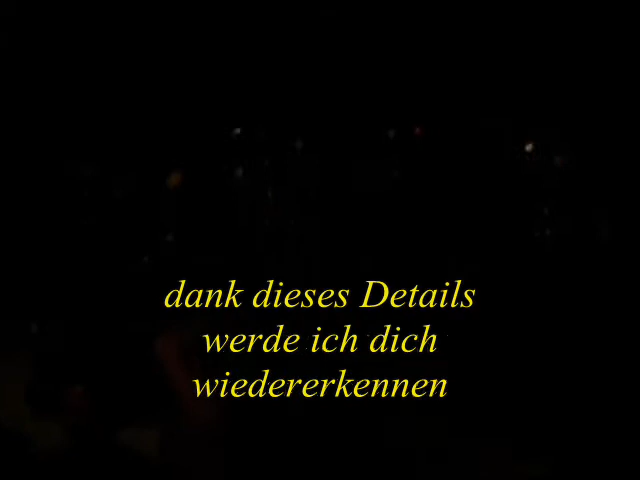 dank dieses Details
werde ich dich
wiedererkennen